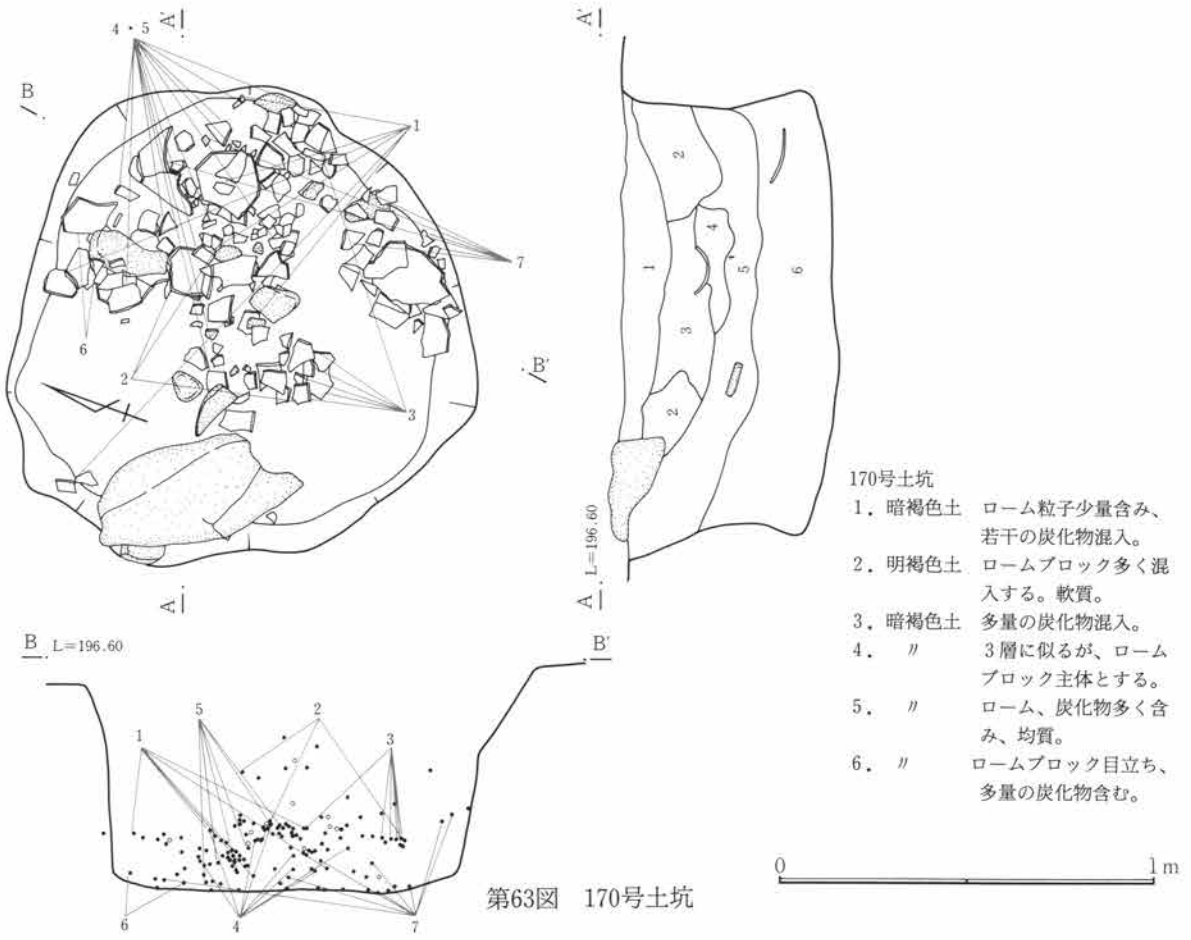 4・5
A'
B
1
7
6
2
3
B'
A
A'
2
4
1
5
6
3
2
A L=196.60
170号土坑
1. 暗褐色土 ローム粒子少量含み、
若干の炭化物混入。
2. 明褐色土 ロームブロック多く混
入する。軟質。
3. 暗褐色土 多量の炭化物混入。
4. 〃 3層に似るが、ローム
ブロック主体とする。
5. 〃 ローム、炭化物多く含
み、均質。
6. 〃 ロームブロック目立ち、
多量の炭化物含む。
B L=196.60
B'
5
2
1
3
6
4
7
0 1m
第63図 170号土坑